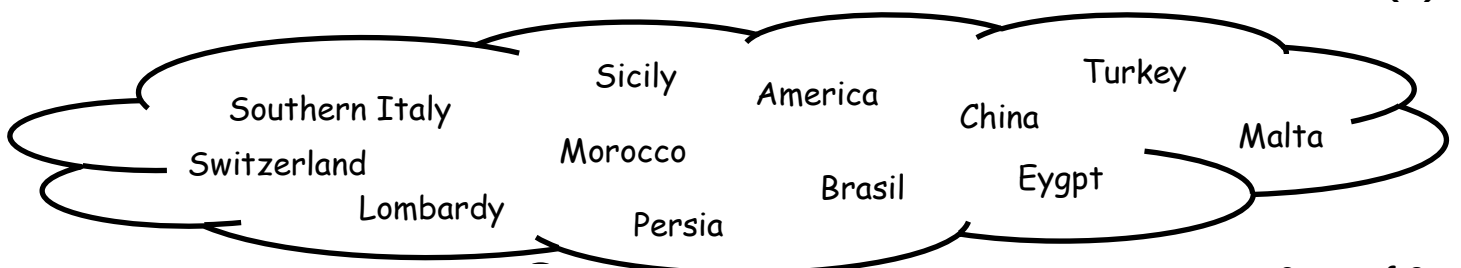 Sicily
Turkey
America
Southern Italy
China
Malta
Morocco
Switzerland
Eygpt
Brasil
Lombardy
Persia